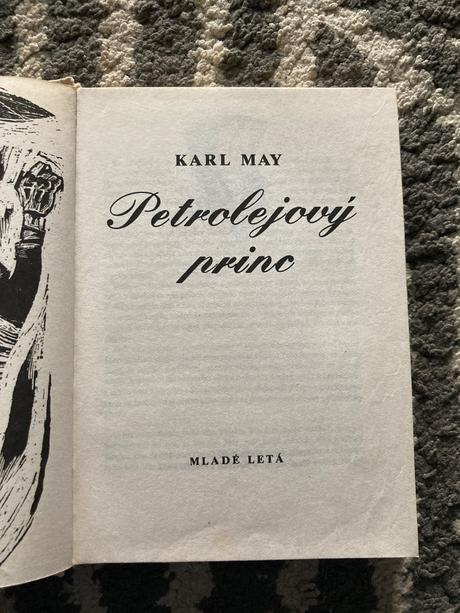 KARL MAY
Petrolejový
princ
MLADÉ LETÁ